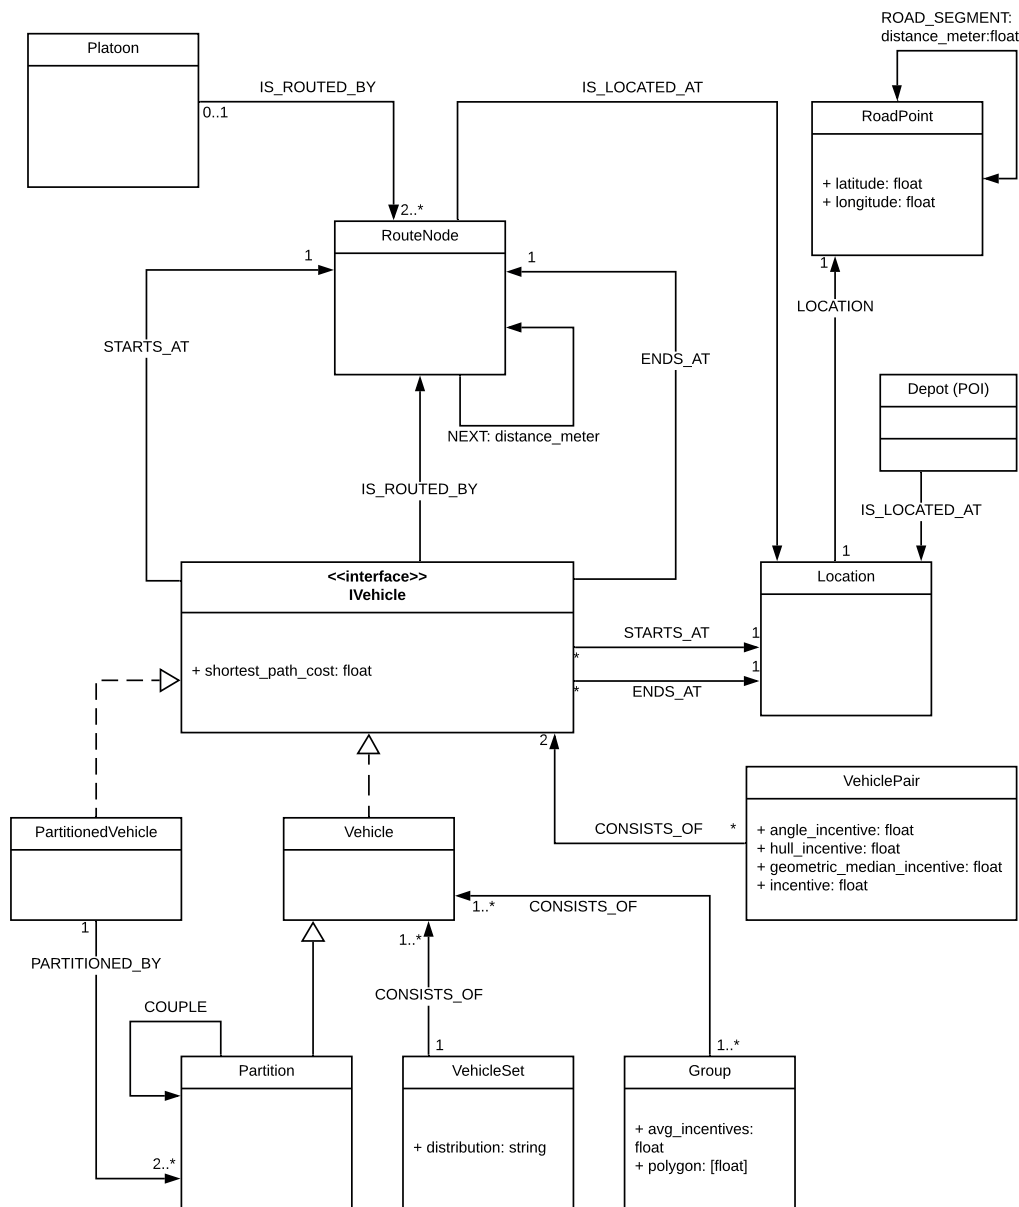 ROAD_SEGMENT:
distance_meter:float
Platoon
IS_ROUTED_BY
0..1
2..*
IS_LOCATED_AT
RoadPoint
+ latitude: float
+ longitude: float
1
LOCATION
1
RouteNode
1
1
STARTS_AT
ENDS_AT
NEXT: distance_meter
IS_ROUTED_BY
Depot (POI)
IS_LOCATED_AT
<<interface>>
IVehicle
+ shortest_path_cost: float
Location
STARTS_AT
1
*
1
*
ENDS_AT
2
CONSISTS_OF
*
VehiclePair
+ angle_incentive: float
+ hull_incentive: float
+ geometric_median_incentive: float
+ incentive: float
PartitionedVehicle
Vehicle
1
PARTITIONED_BY
1..*
CONSISTS_OF
1..*
CONSISTS_OF
COUPLE
1
1..*
2..*
Partition
VehicleSet
+ distribution: string
Group
+ avg_incentives:
float
+ polygon: [float]